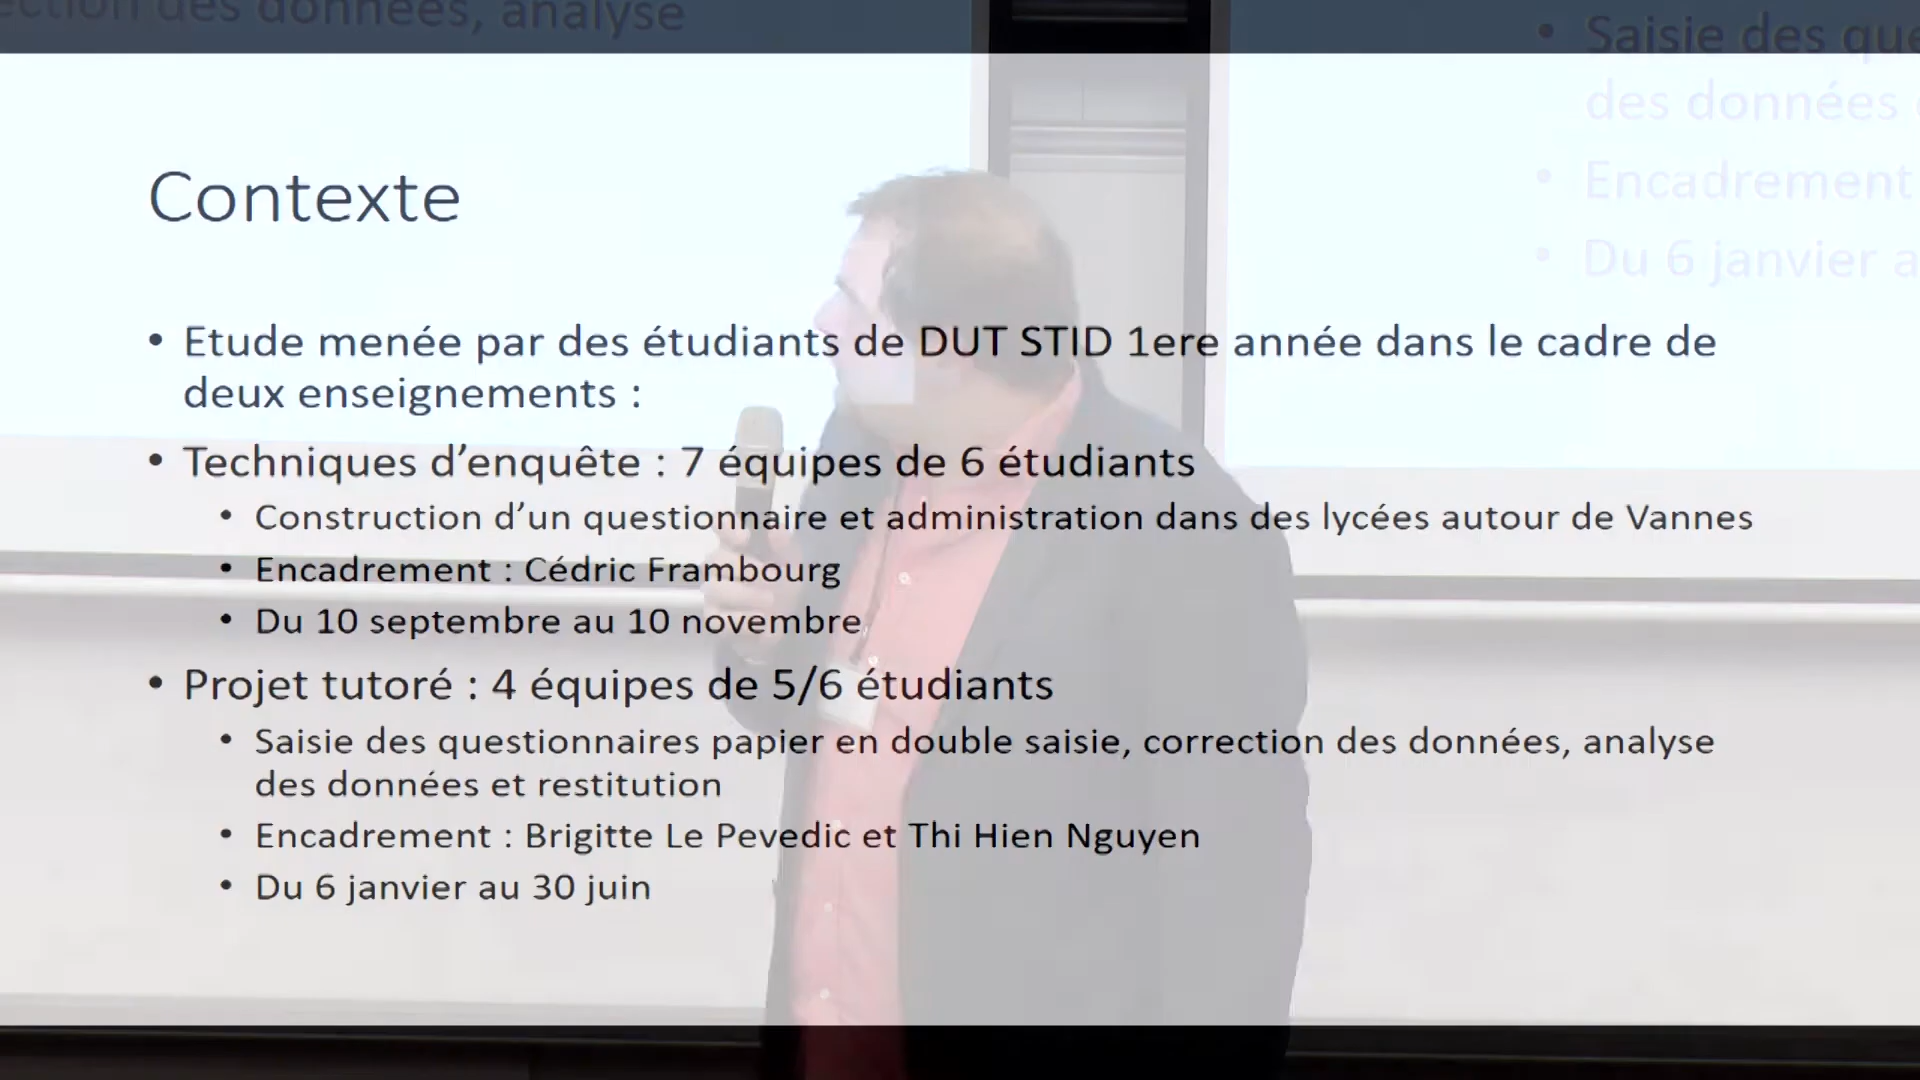 ection des données, analyse
• Saisie des que
des données
• Encadrement
• Du 6 janvier a
Contexte
• Etude menée par des étudiants de DUT STID 1ere année dans le cadre de
deux enseignements :
• Techniques d’enquête : 7 équipes de 6 étudiants
• Construction d’un questionnaire et administration dans des lycées autour de Vannes
• Encadrement : Cédric Frambourg
• Du 10 septembre au 10 novembre
• Projet tutoré : 4 équipes de 5/6 étudiants
• Saisie des questionnaires papier en double saisie, correction des données, analyse
des données et restitution
• Encadrement : Brigitte Le Pevedic et Thi Hien Nguyen
• Du 6 janvier au 30 juin